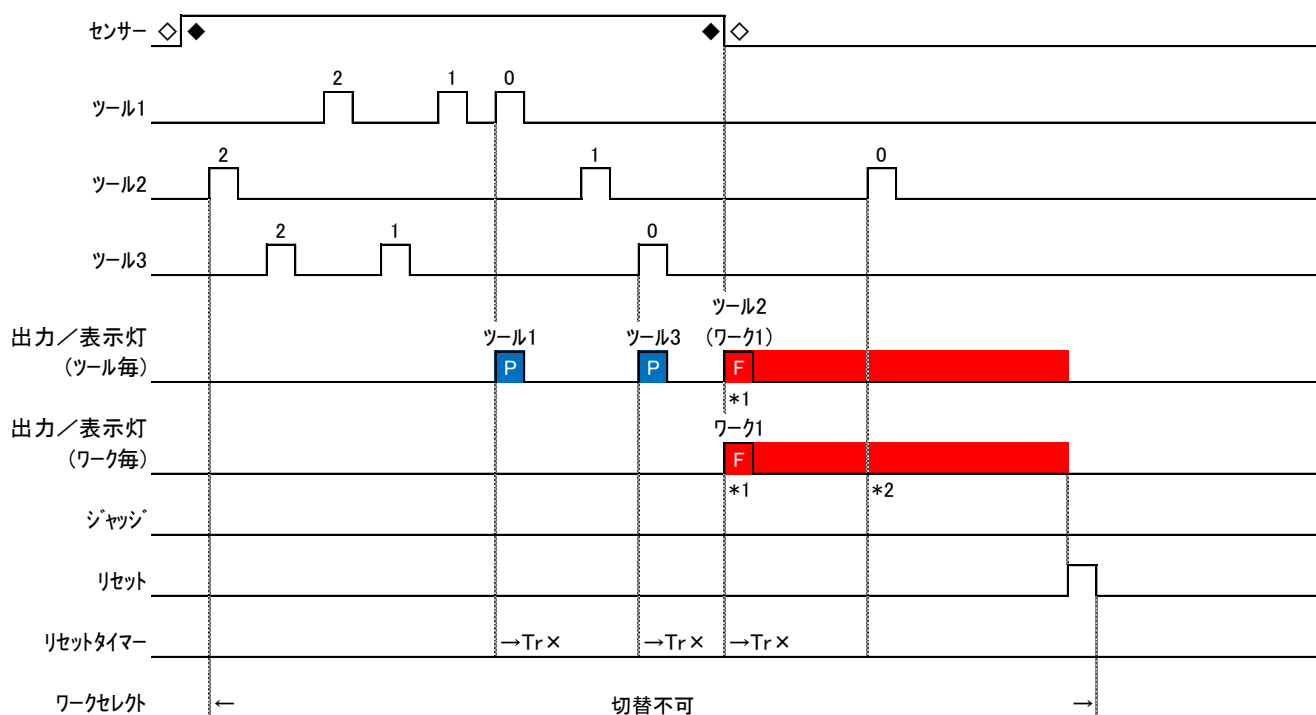 センサー ◇ ◆ ◆ ◇
2 1 0
ツール1
2 1 0
ツール2
2 1 0
ツール3
ツール2
出力／表示灯 ツール1 ツール3 (ワーク1)
(ツール毎) P P F
*1
出力／表示灯 ワーク1
(ワーク毎) F
*1 *2
ジャッジ
リセット
リセットタイマー →Tr× →Tr× →Tr×
ワークセレクト ← 切替不可 →